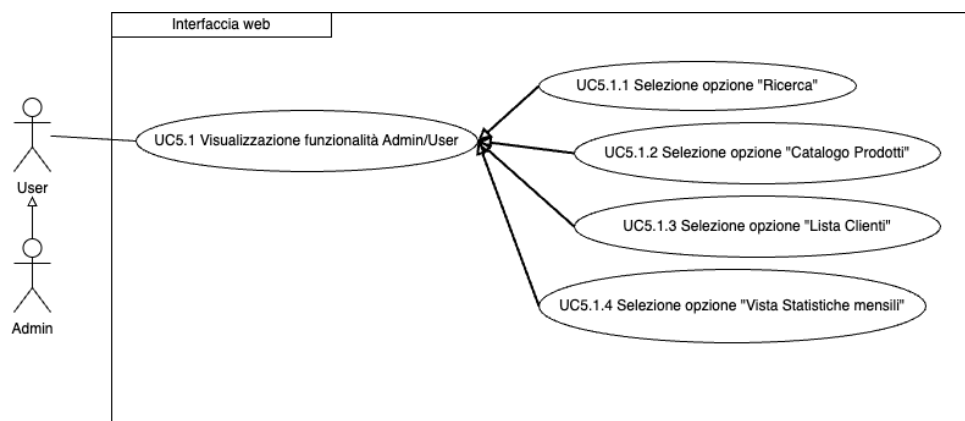 Interfaccia web
UC5.1.1 Selezione opzione "Ricerca"
UC5.1 Visualizzazione funzionalità Admin/User
UC5.1.2 Selezione opzione "Catalogo Prodotti"
User
UC5.1.3 Selezione opzione "Lista Clienti"
UC5.1.4 Selezione opzione "Vista Statistiche mensili"
Admin